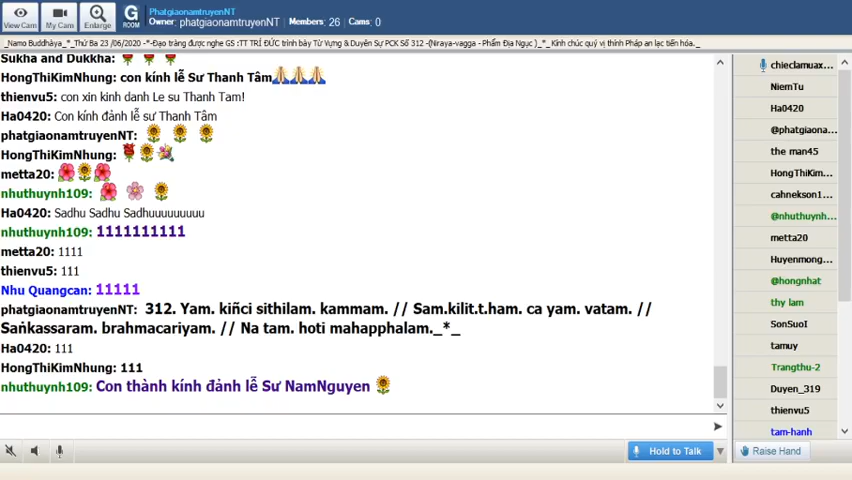 View Cam
My Cam
Enlarge
G
ROOM
PhatgiaonamtruyenNT
Owner: phatgiaonamtruyenNT | Members: 26 Cams: 0
_Namo Buddhàya_*_Thứ Ba 23 /06/2020 -*-Đạo tràng được nghe GS :TT TRÍ ĐỨC trình bày Từ Vựng & Duyên Sự PCK Số 312 -(Niraya-vagga - Phẩm Địa Ngục )_*_ Kính chúc quý vị thính Pháp an lạc tiến hóa._
Sukha and Dukkha:
HongThiKimNhung: con kính lễ Sư Thanh Tâm
thienvu5: con xin kinh danh Le su Thanh Tam!
Ha0420: Con kính đảnh lễ sư Thanh Tâm
phatgiaonamtruyenNT:
HongThiKimNhung:
metta20:
nhuthuynh109:
Ha0420: Sadhu Sadhu Sadhuuuuuuuuu
nhuthuynh109: 1111111111
metta20: 1111
thienvu5: 111
Nhu Quangcan: 11111
phatgiaonamtruyenNT: 312. Yam. kiñci sithilam. kammam. // Sam.kilit.t.ham. ca yam. vatam. //
Saṅkassaram. brahmacariyam. // Na tam. hoti mahapphalam._*_
Ha0420: 111
HongThiKimNhung: 111
nhuthuynh109: Con thành kính đảnh lễ Sư NamNguyen
chieclamuax...
NiemTu
Ha0420
@phatgiaona...
the man45
HongThiKim...
cahnekson1...
@nhuthuynh...
metta20
Huyenmong...
@hongnhat
thy lam
SonSuoI
tamuy
Trangthu-2
Duyen_319
thienvu5
tam-hanh
Hold to Talk
Raise Hand